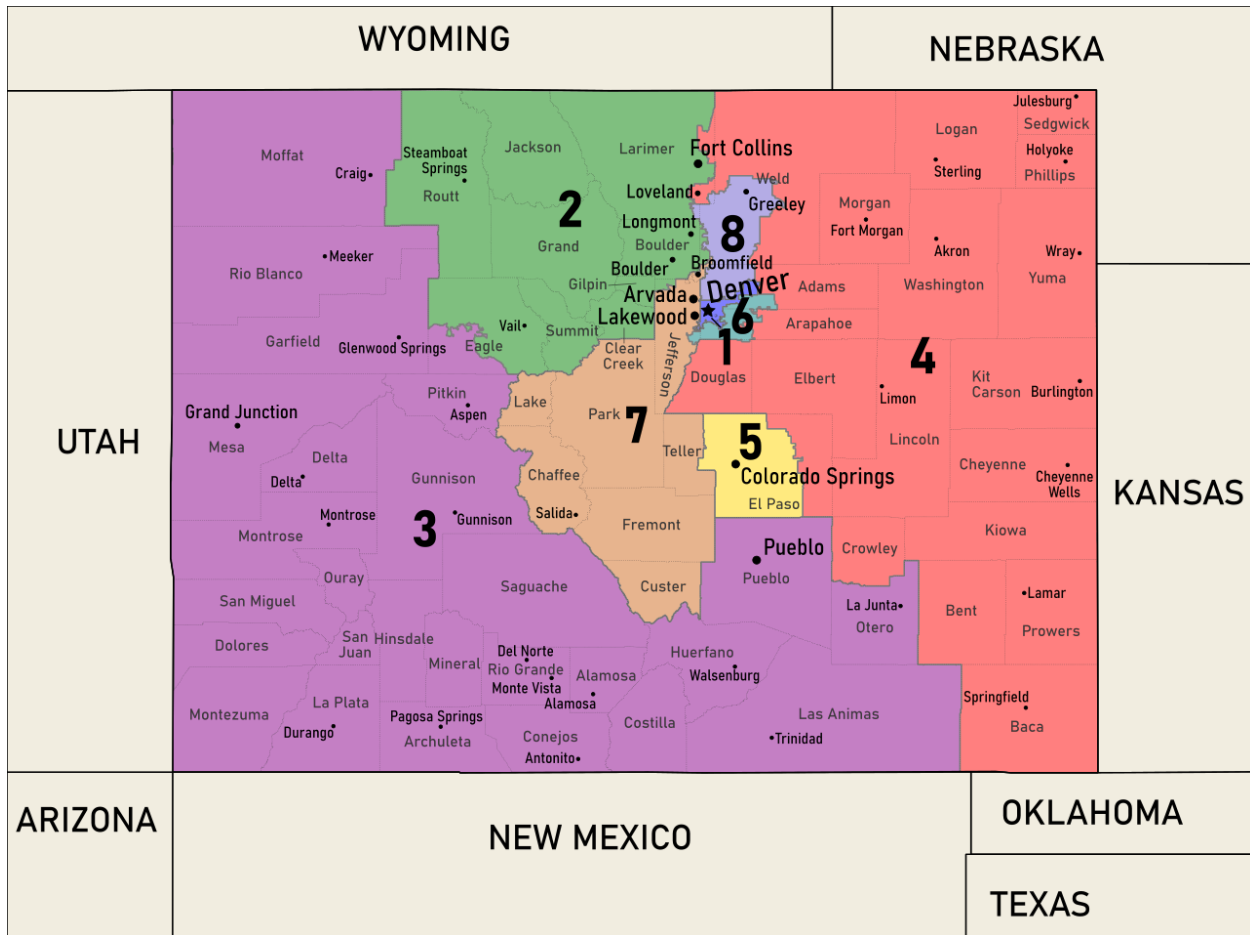 WYOMING
NEBRASKA
Julesburg
Sedgwick
Logan
Holyoke
Phillips
Sterling
Moffat
Craig
Steamboat
Springs
Routt
Jackson
Larimer
Fort Collins
Loveland
Weld
Greeley
Morgan
Fort Morgan
Akron
Wray
Yuma
Washington
2
Grand
Longmont
Boulder
Boulder
8
Broomfield
Gilpin
Denver
Arvada
Lakewood
6
1
Adams
Arapahoe
Meeker
Rio Blanco
Garfield
Glenwood Springs
Vail
Eagle
Summit
Clear
Creek
Jefferson
Douglas
Elbert
4
Limon
Lincoln
Kit
Carson
Burlington
Pitkin
Aspen
Lake
Park
7
Teller
5
Colorado Springs
El Paso
Cheyenne
Cheyenne
Wells
Kiowa
UTAH
KANSAS
Grand Junction
Mesa
Delta
Delta
Gunnison
Gunnison
Montrose
Montrose
3
Chaffee
Salida
Fremont
Custer
Pueblo
Pueblo
Crowley
Ouray
San Miguel
Saguache
La Junta
Otero
Bent
Lamar
Prowers
Dolores
San
Juan
Hinsdale
Mineral
Del Norte
Rio Grande
Monte Vista
Alamosa
Alamosa
Huerfano
Walsenburg
Montezuma
La Plata
Durango
Pagosa Springs
Archuleta
Conejos
Antonito
Costilla
Las Animas
Trinidad
Springfield
Baca
ARIZONA
NEW MEXICO
OKLAHOMA
TEXAS